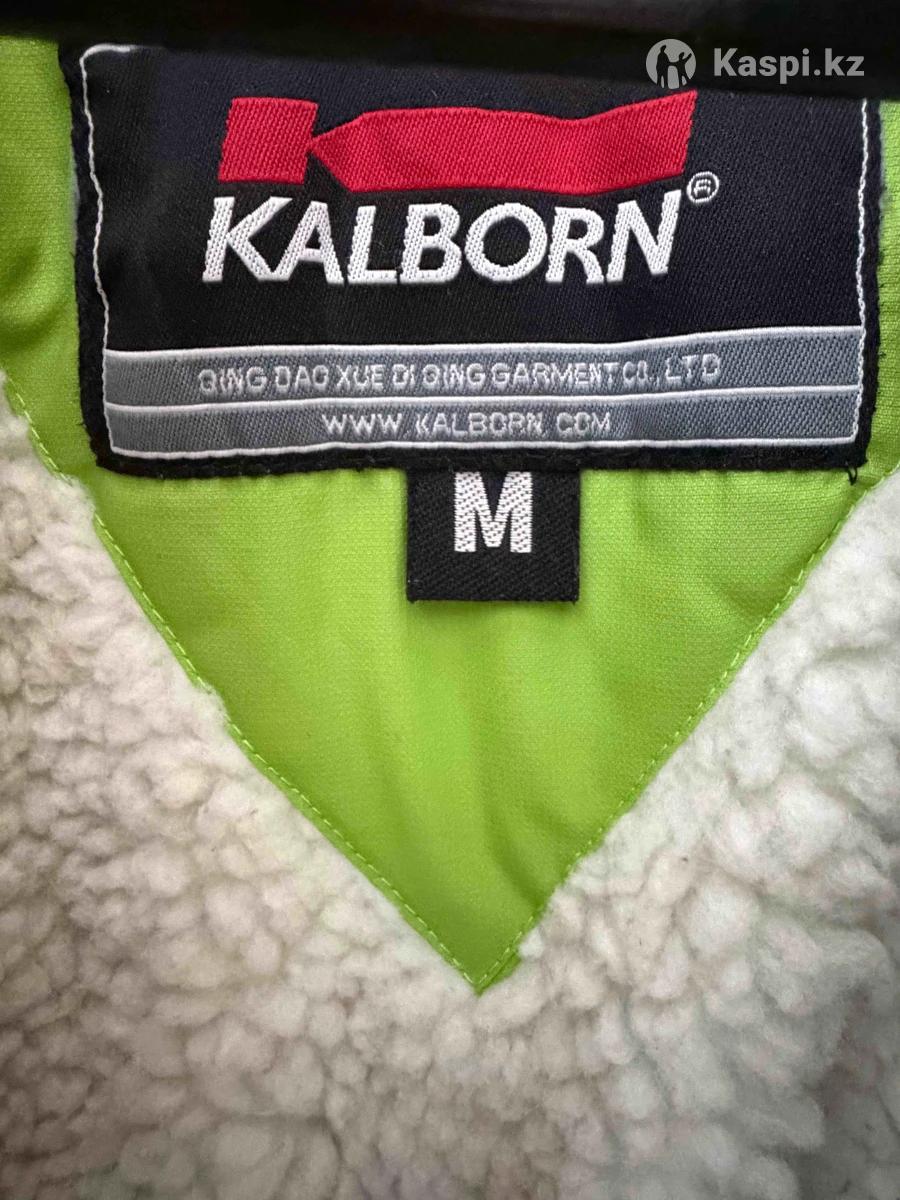 Kaspi.kz
KALBORN®
QING DAO XUE DI QING GARMENT CO., LTD
WWW. KALBORN. COM
M